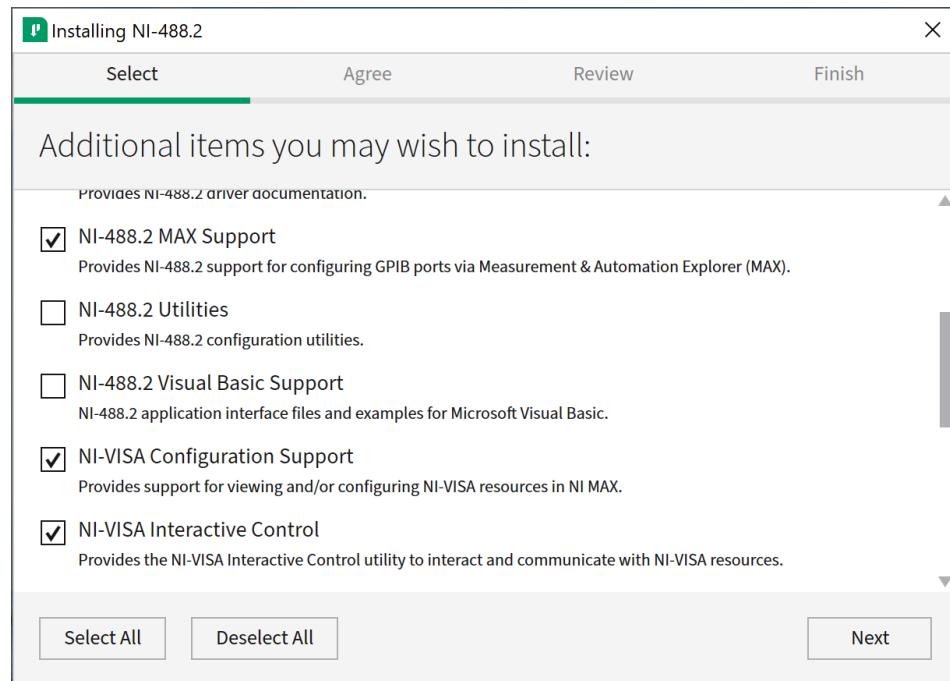 Installing NI-488.2
Select Agree Review Finish
Additional items you may wish to install:
Provides NI-488.2 driver documentation.
NI-488.2 MAX Support
Provides NI-488.2 support for configuring GPIB ports via Measurement & Automation Explorer (MAX).
NI-488.2 Utilities
Provides NI-488.2 configuration utilities.
NI-488.2 Visual Basic Support
NI-488.2 application interface files and examples for Microsoft Visual Basic.
NI-VISA Configuration Support
Provides support for viewing and/or configuring NI-VISA resources in NI MAX.
NI-VISA Interactive Control
Provides the NI-VISA Interactive Control utility to interact and communicate with NI-VISA resources.
Select All Deselect All Next